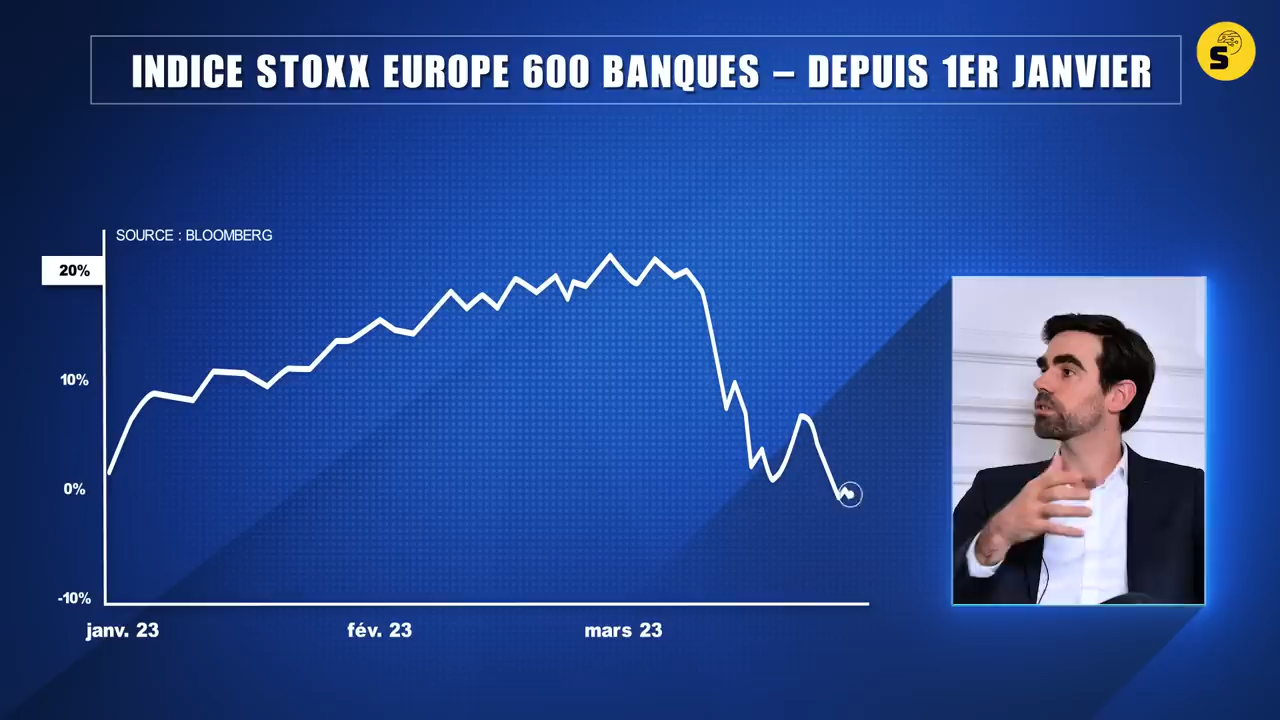 INDICE STOXX EUROPE 600 BANQUES – DEPUIS 1ER JANVIER
S
SOURCE : BLOOMBERG
20%
10%
0%
-10%
janv. 23 fév. 23 mars 23